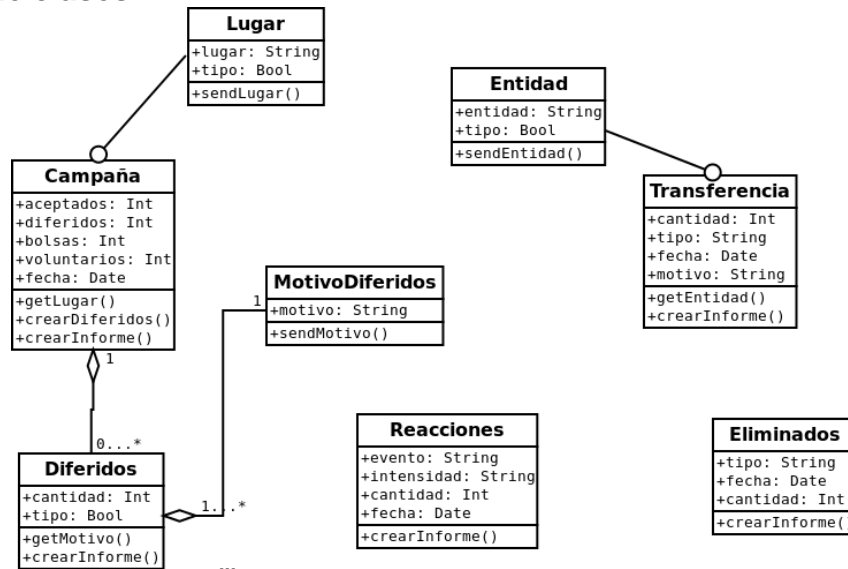 Lugar
+lugar: String
+tipo: Bool
+sendLugar()
Entidad
+entidad: String
+tipo: Bool
+sendEntidad()
Campaña
+aceptados: Int
+diferidos: Int
+bolsas: Int
+voluntarios: Int
+fecha: Date
+getLugar()
+crearDiferidos()
+crearInforme()
Transferencia
+cantidad: Int
+tipo: String
+fecha: Date
+motivo: String
+getEntidad()
+crearInforme()
MotivoDiferidos
+motivo: String
+sendMotivo()
1
1
0...*
Diferidos
+cantidad: Int
+tipo: Bool
+getMotivo()
+crearInforme()
1...*
Reacciones
+evento: String
+intensidad: String
+cantidad: Int
+fecha: Date
+crearInforme()
Eliminados
+tipo: String
+fecha: Date
+cantidad: Int
+crearInforme()